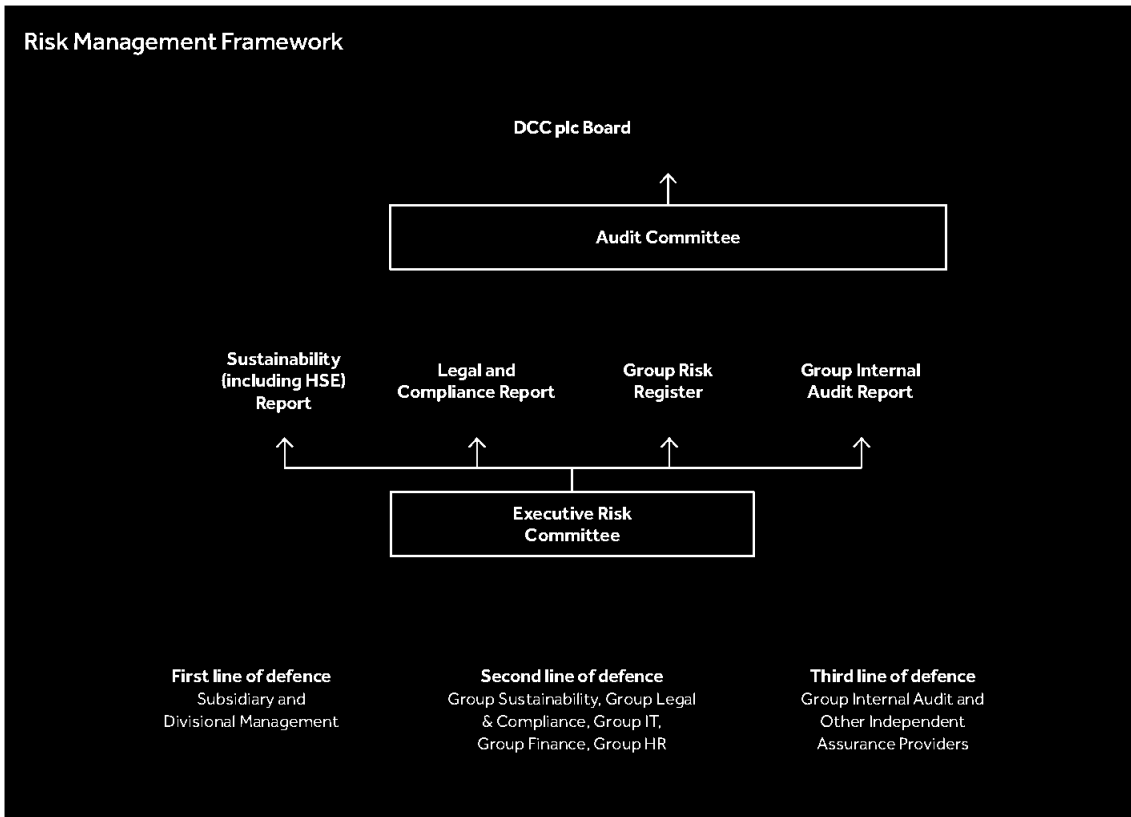 Risk Management Framework
DCC plc Board
Audit Committee
Sustainability
(including HSE)
Report
Legal and
Compliance Report
Group Risk
Register
Group Internal
Audit Report
Executive Risk
Committee
First line of defence
Subsidiary and
Divisional Management
Second line of defence
Group Sustainability, Group Legal
& Compliance, Group IT,
Group Finance, Group HR
Third line of defence
Group Internal Audit and
Other Independent
Assurance Providers